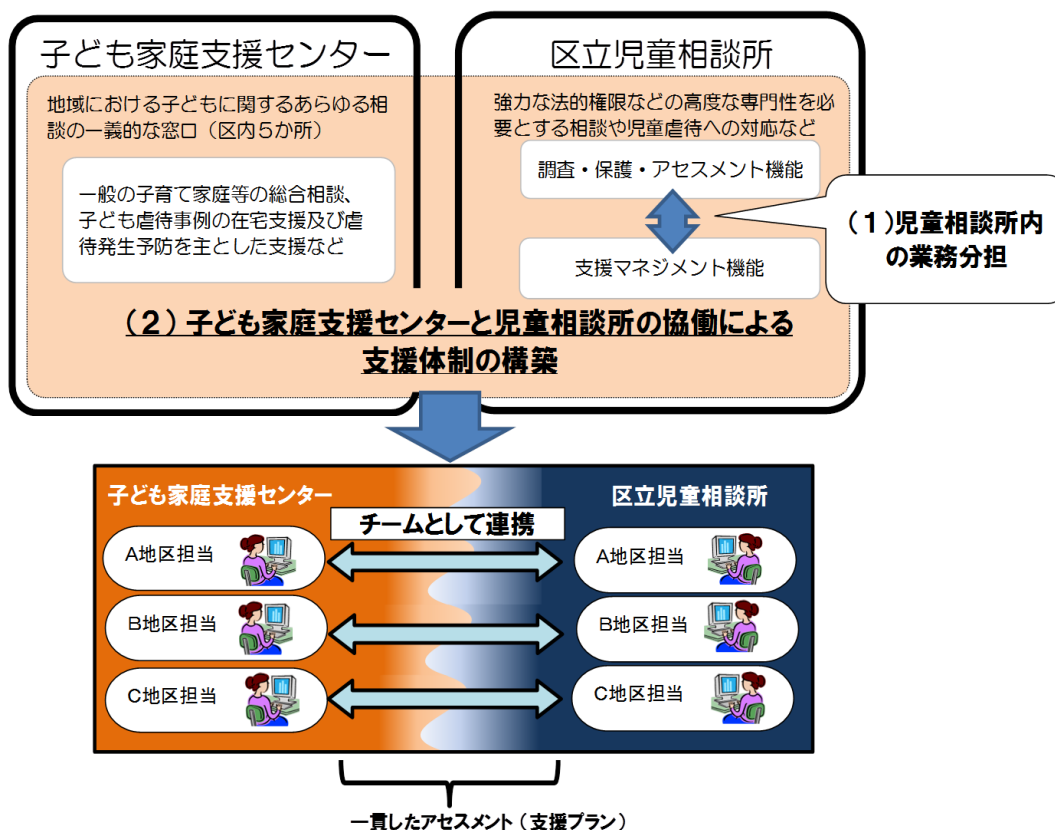 子ども家庭支援センター
地域における子どもに関するあらゆる相
談の一義的な窓口（区内５か所）
一般の子育て家庭等の総合相談、
子ども虐待事例の在宅支援及び虐
待発生予防を主とした支援など
区立児童相談所
強力な法的権限などの高度な専門性を必
要とする相談や児童虐待への対応など
調査・保護・アセスメント機能
支援マネジメント機能
（１）児童相談所内
の業務分担
（２）子ども家庭支援センターと児童相談所の協働による
支援体制の構築
子ども家庭支援センター
区立児童相談所
チームとして連携
A地区担当
A地区担当
B地区担当
B地区担当
C地区担当
C地区担当
一貫したアセスメント（支援プラン）